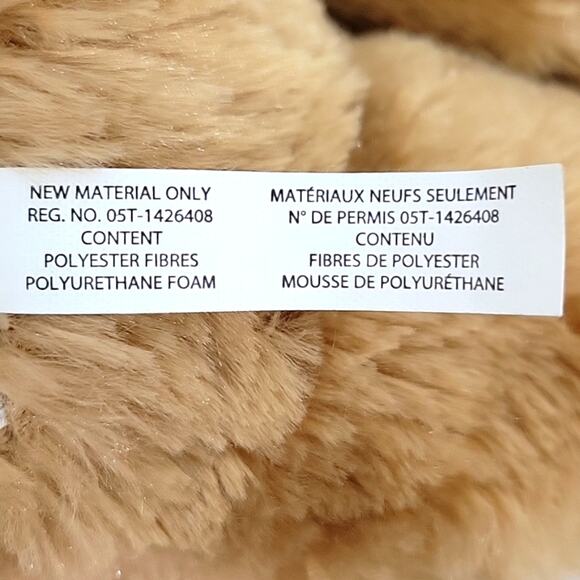 NEW MATERIAL ONLY
REG. NO. 05T-1426408
CONTENT
POLYESTER FIBRES
POLYURETHANE FOAM
MATÉRIAUX NEUFS SEULEMENT
N° DE PERMIS 05T-1426408
CONTENU
FIBRES DE POLYESTER
MOUSSE DE POLYURÉTHANE